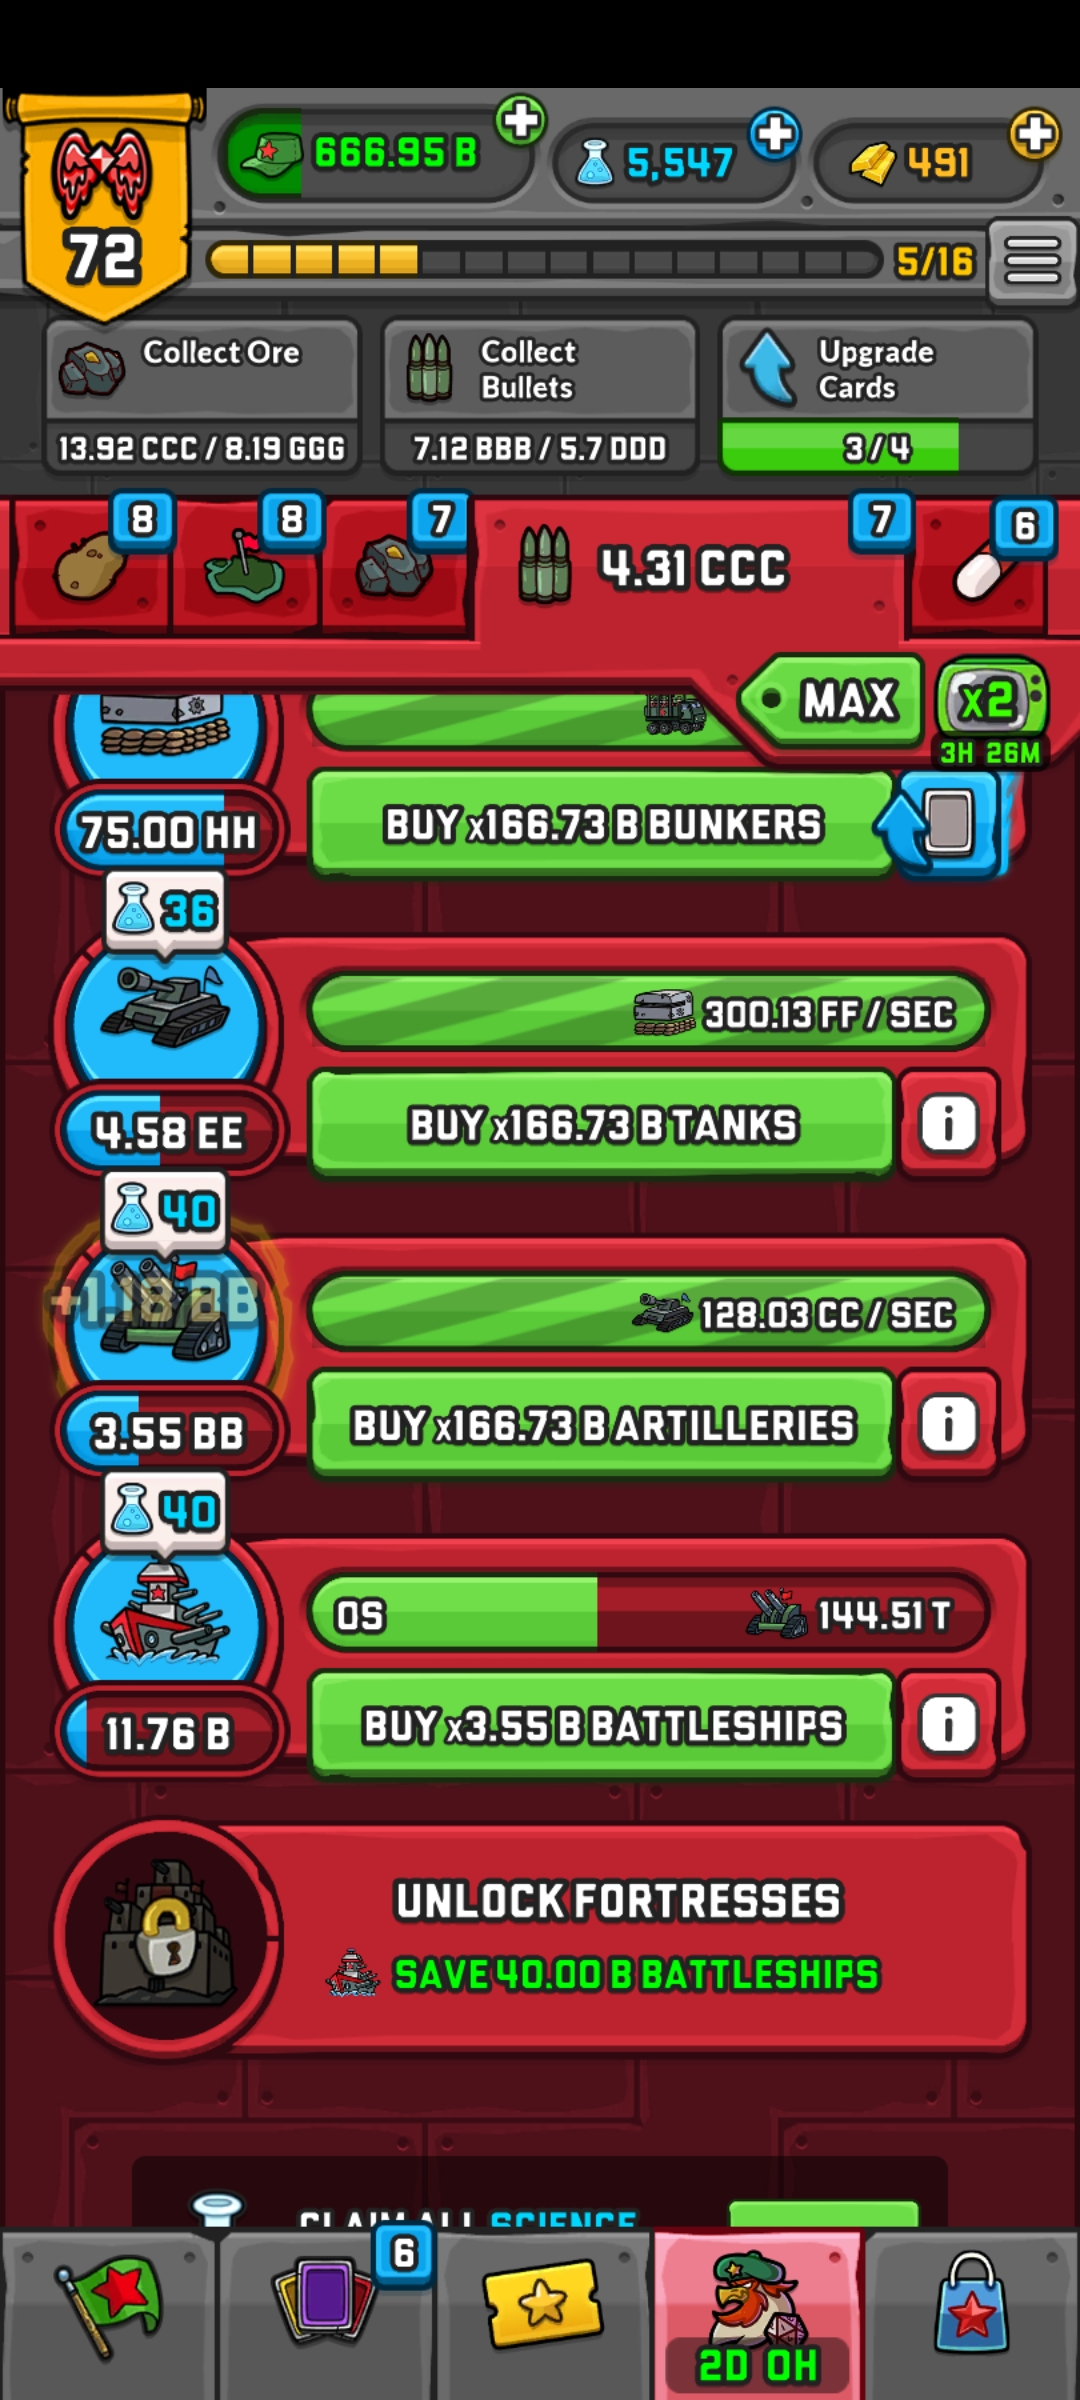 72
666.95 B
5,547
491
5/16
Collect Ore
13.92 CCC / 8.19 GGG
Collect
Bullets
7.12 BBB / 5.7 DDD
Upgrade
Cards
3/4
8
8
7
4.31 CCC
7
6
MAX
x2
3H 26M
75.00 HH
BUY x166.73 B BUNKERS
36
300.13 FF / SEC
4.58 EE
BUY x166.73 B TANKS
i
40
+1.18 BB
128.03 CC / SEC
3.55 BB
BUY x166.73 B ARTILLERIES
i
40
0S
144.51 T
11.76 B
BUY x3.55 B BATTLESHIPS
i
UNLOCK FORTRESSES
SAVE 40.00 B BATTLESHIPS
CLAIM ALL SCIENCE
6
2D 0H